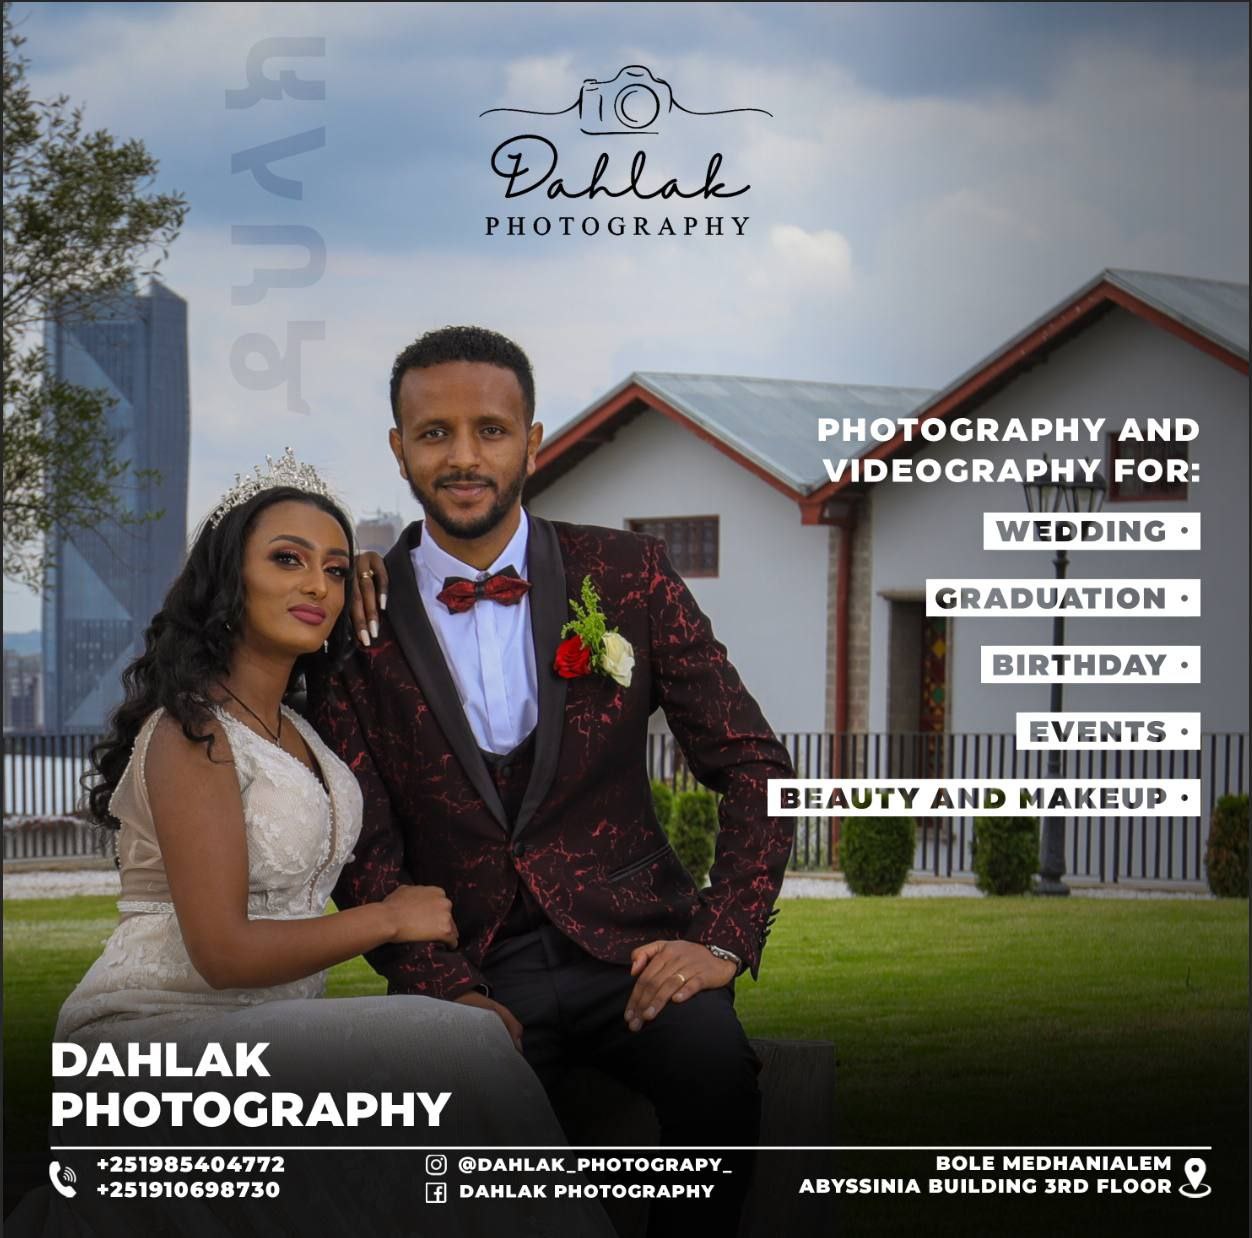 Dahlak
PHOTOGRAPHY
PHOTOGRAPHY AND
VIDEOGRAPHY FOR:
WEDDING •
GRADUATION •
BIRTHDAY •
EVENTS •
BEAUTY AND MAKEUP •
DAHLAK
PHOTOGRAPHY
+251985404772
+251910698730
@DAHLAK_PHOTOGRAPY_
DAHLAK PHOTOGRAPHY
BOLE MEDHANIALEM
ABYSSINIA BUILDING 3RD FLOOR